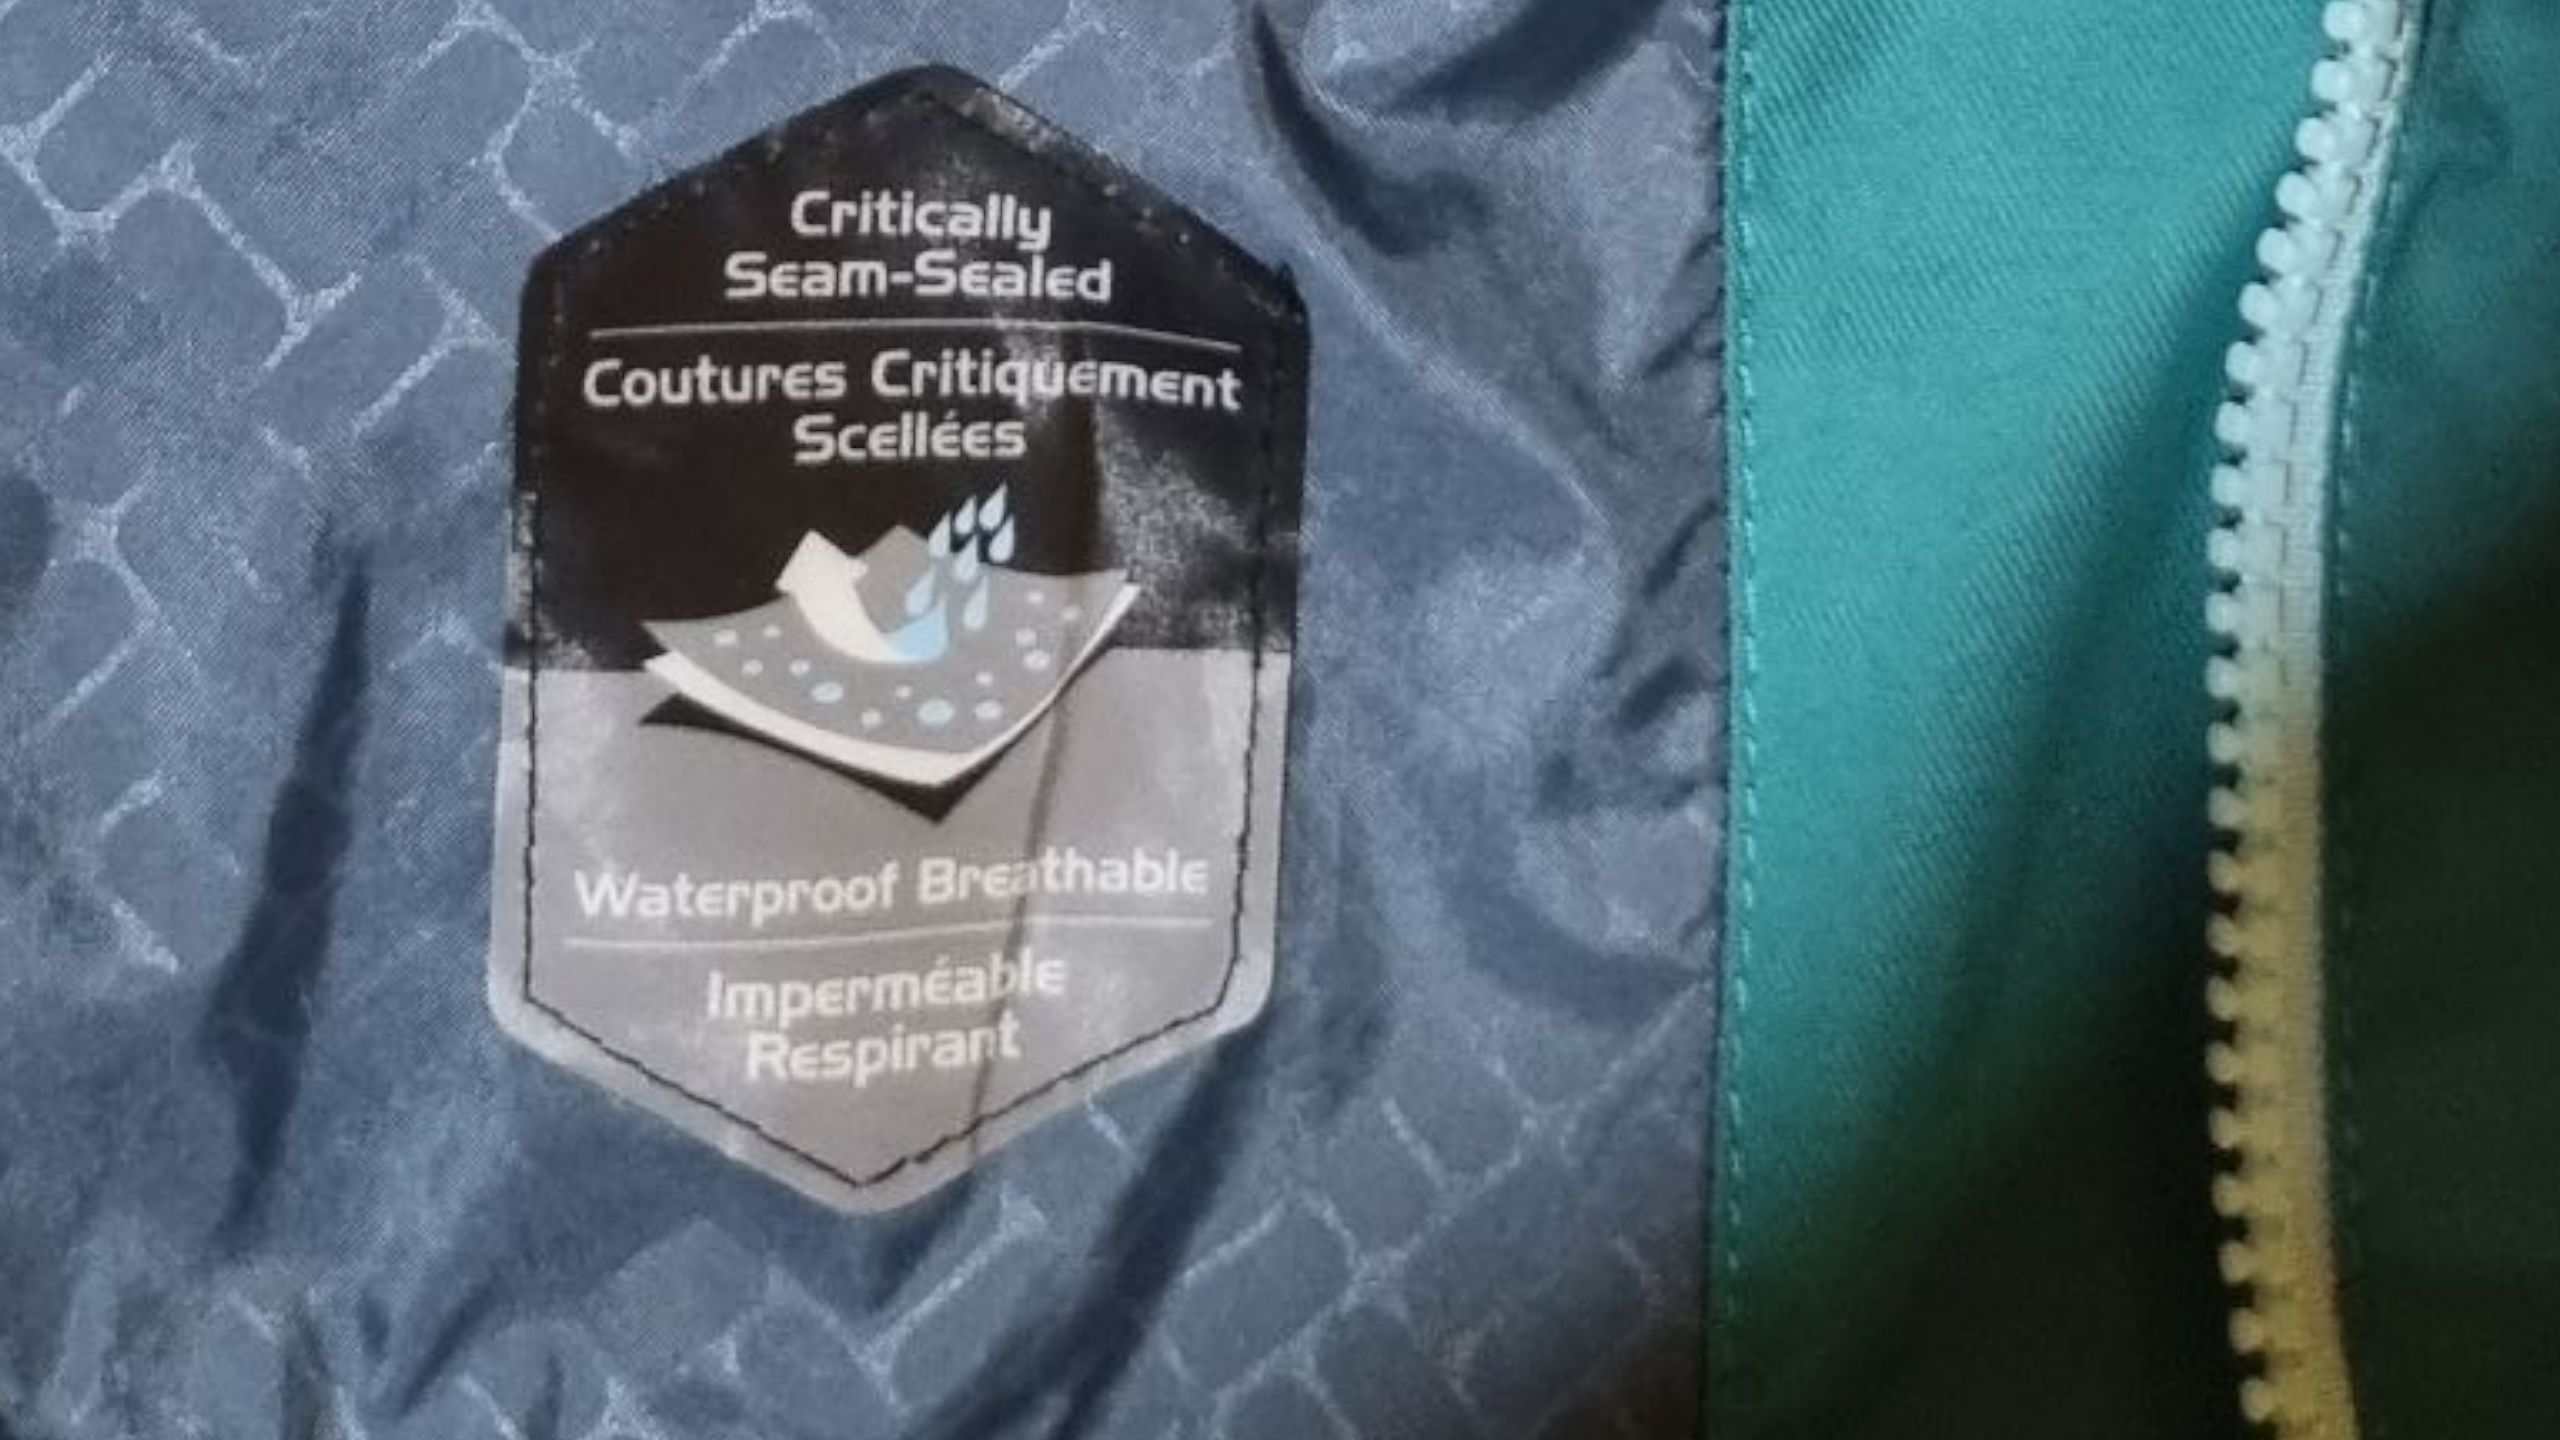 Critically
Seam-Sealed
Coutures Critiquement
Scellées
Waterproof Breathable
Imperméable
Respirant